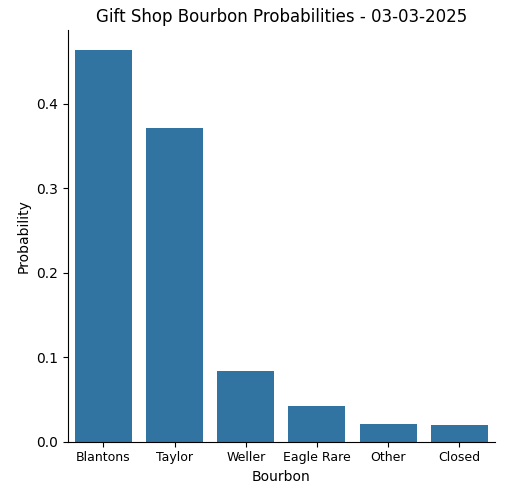 Gift Shop Bourbon Probabilities - 03-03-2025
0.4
0.3
0.2
0.1
0.0
Probability
Blantons Taylor Weller Eagle Rare Other Closed
Bourbon